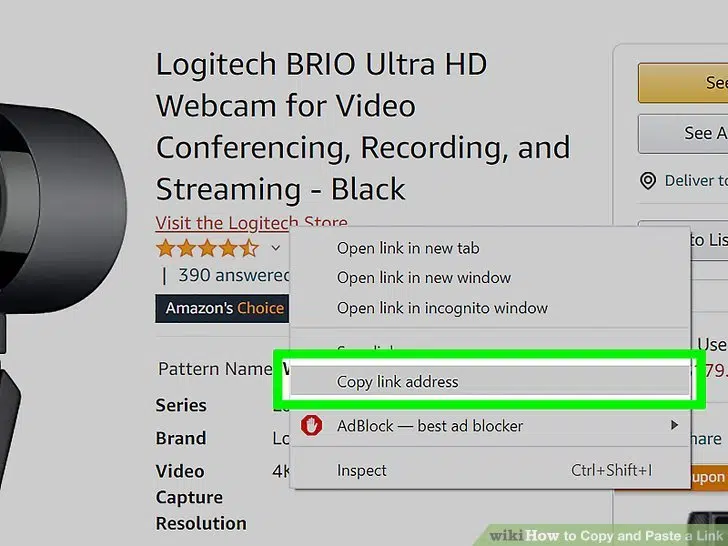 Logitech BRIO Ultra HD
Webcam for Video
Conferencing, Recording, and
Streaming - Black
Visit the Logitech Store
390 answered
Amazon's Choice
Pattern Name
Series
Brand
Video
Capture
Resolution
4K
Open link in new tab
Open link in new window
Open link in incognito window
Copy link address
AdBlock — best ad blocker
Inspect Ctrl+Shift+I
See
See A
Deliver to
to Lis
Use
79.
hare
upon
wikiHow to Copy and Paste a Link